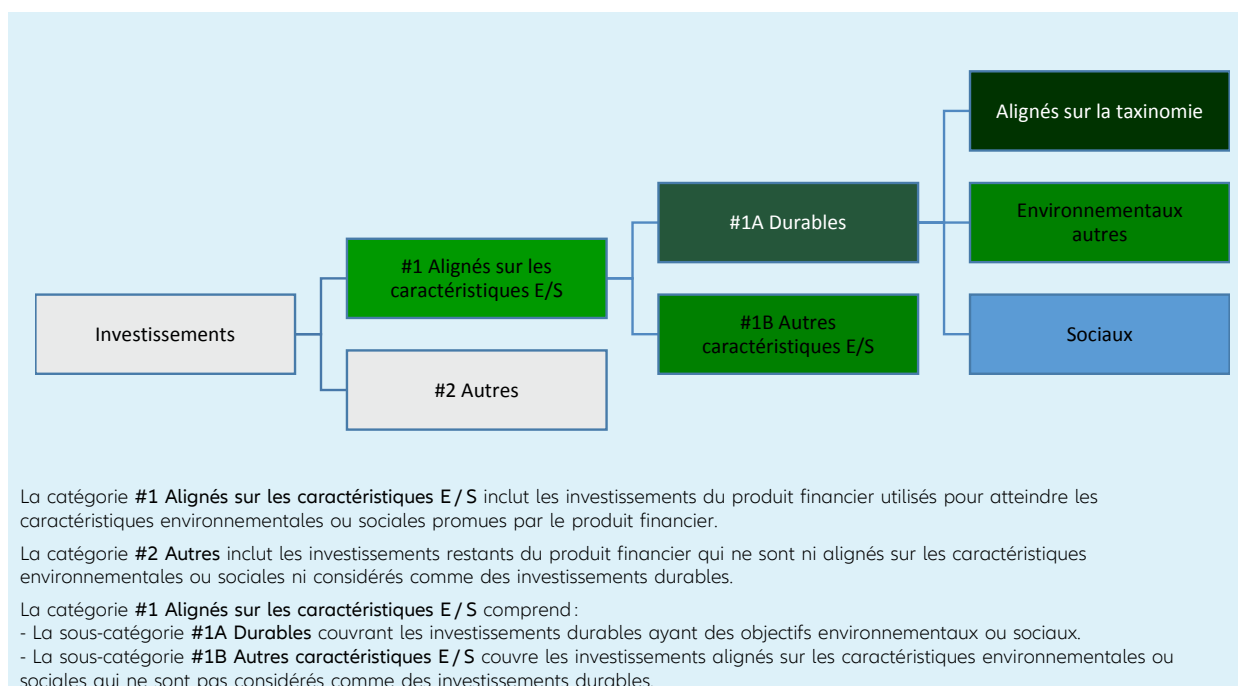 Alignés sur la taxinomie
#1A Durables
Environnementaux
autres
#1 Alignés sur les
caractéristiques E/S
Investissements
#1B Autres
caractéristiques E/S
Sociaux
#2 Autres
La catégorie #1 Alignés sur les caractéristiques E / S inclut les investissements du produit financier utilisés pour atteindre les
caractéristiques environnementales ou sociales promues par le produit financier.
La catégorie #2 Autres inclut les investissements restants du produit financier qui ne sont ni alignés sur les caractéristiques
environnementales ou sociales ni considérés comme des investissements durables.
La catégorie #1 Alignés sur les caractéristiques E / S comprend :
- La sous-catégorie #1A Durables couvrant les investissements durables ayant des objectifs environnementaux ou sociaux.
- La sous-catégorie #1B Autres caractéristiques E / S couvre les investissements alignés sur les caractéristiques environnementales ou
sociales qui ne sont pas considérés comme des investissements durables.